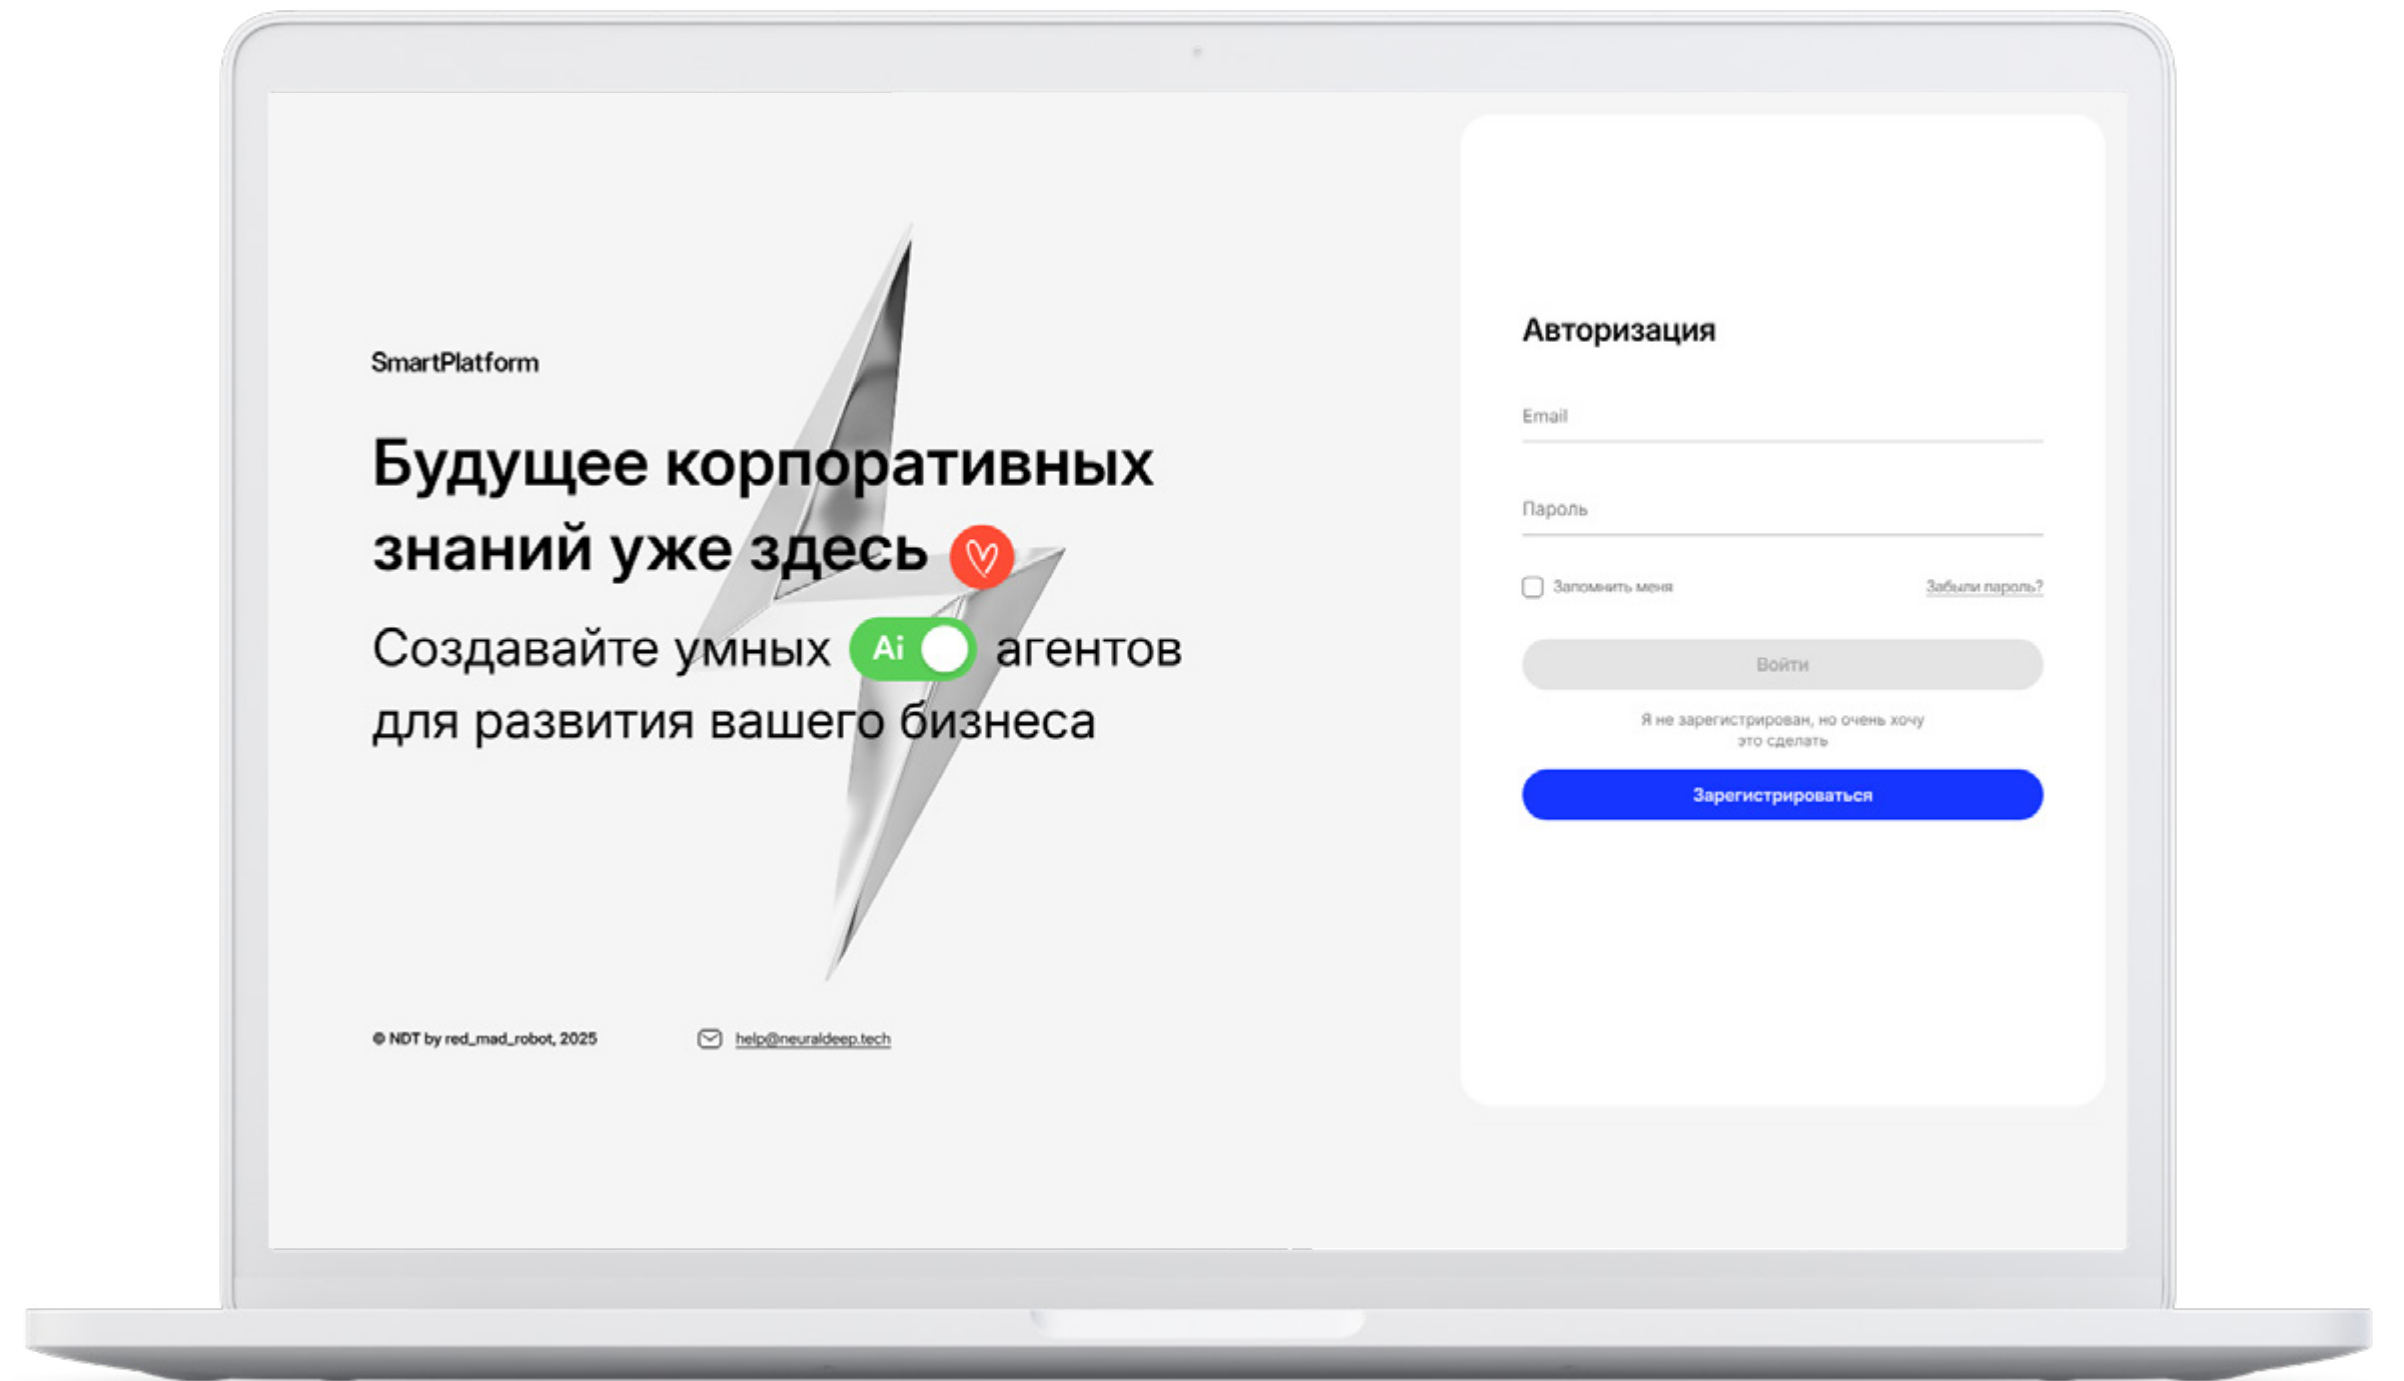 SmartPlatform
Будущее корпоративных
знаний уже здесь
Создавайте умных Ai агентов
для развития вашего бизнеса
© NDT by red_mad_robot, 2025
help@neuraldeep.tech
Авторизация
Email
Пароль
Запомнить меня
Забыли пароль?
Войти
Я не зарегистрирован, но очень хочу
это сделать
Зарегистрироваться